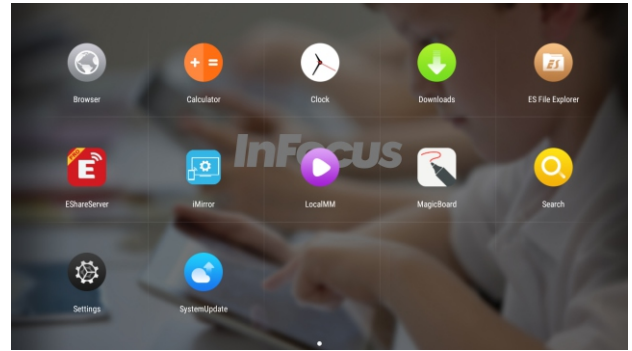 Browser
Calculator
Clock
Downloads
ES File Explorer
InFocus
EShareServer
iMirror
LocalMM
MagicBoard
Search
Settings
SystemUpdate